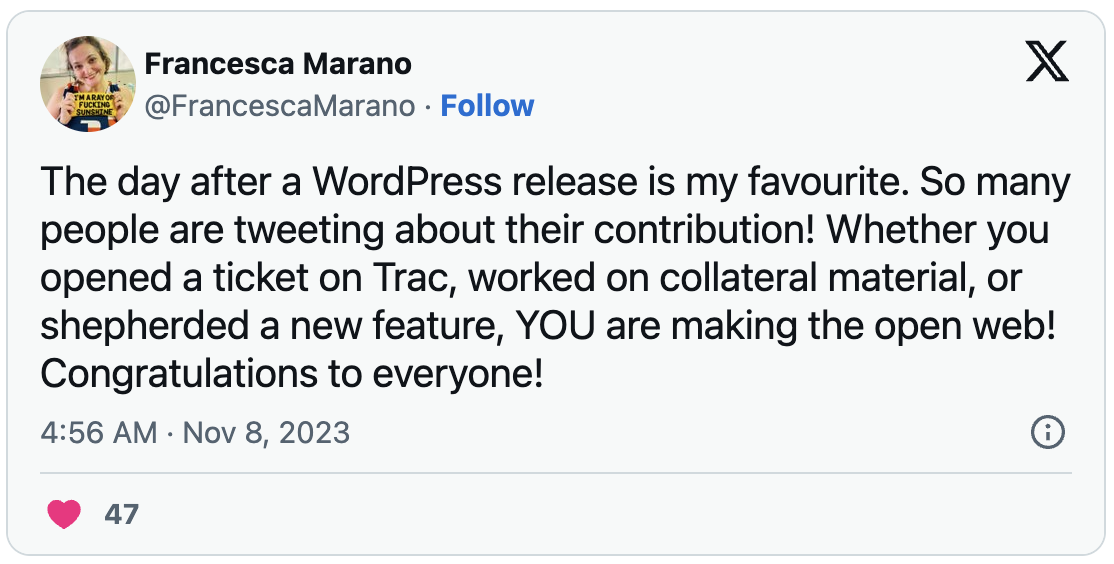 I'M A RAY OF
FUCKING
SUNSHINE
Francesca Marano
@FrancescaMarano · Follow
The day after a WordPress release is my favourite. So many
people are tweeting about their contribution! Whether you
opened a ticket on Trac, worked on collateral material, or
shepherded a new feature, YOU are making the open web!
Congratulations to everyone!
4:56 AM · Nov 8, 2023
47